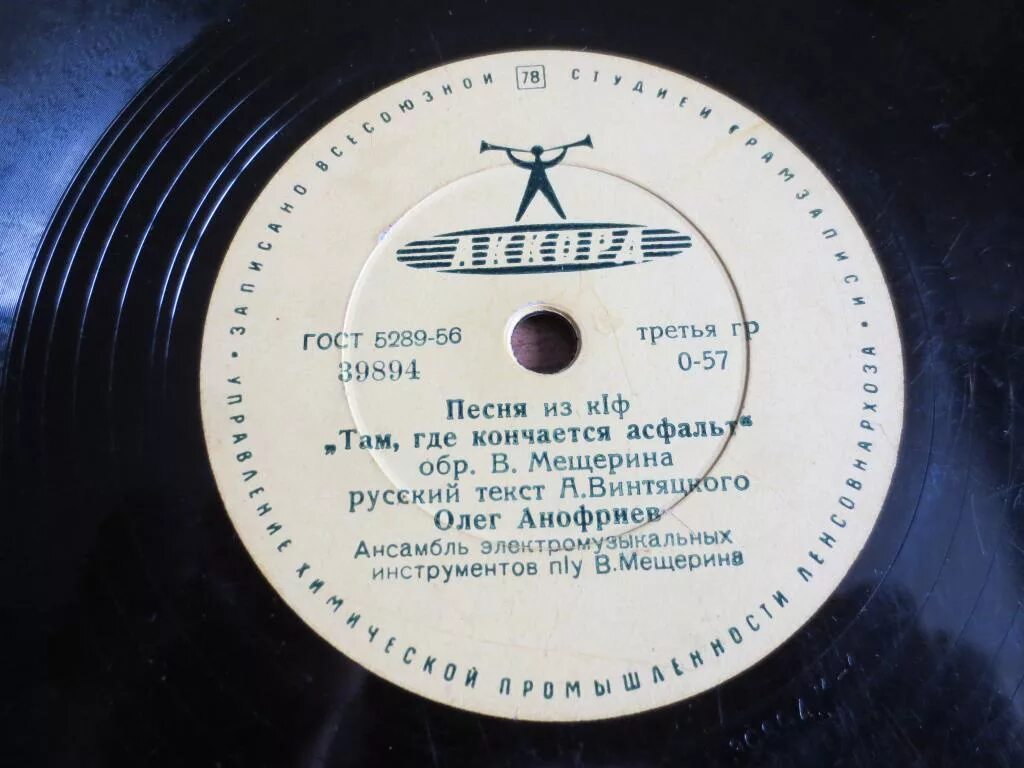 ЗАПИСАНО ВСЕСОЮЗНОЙ 78 СТУДИЕЙ ГРАМЗАПИСИ
АККОРД
ГОСТ 5289-56 третья гр
39894 0-57
Песня из к/ф
„Там, где кончается асфальт“
обр. В. Мещерина
русский текст А.Винтяцкого
Олег Анофриев
Ансамбль электромузыкальных
инструментов п/у В.Мещерина
УПРАВЛЕНИЕ ХИМИЧЕСКОЙ ПРОМЫШЛЕННОСТИ ЛЕНСОВНАРХОЗА